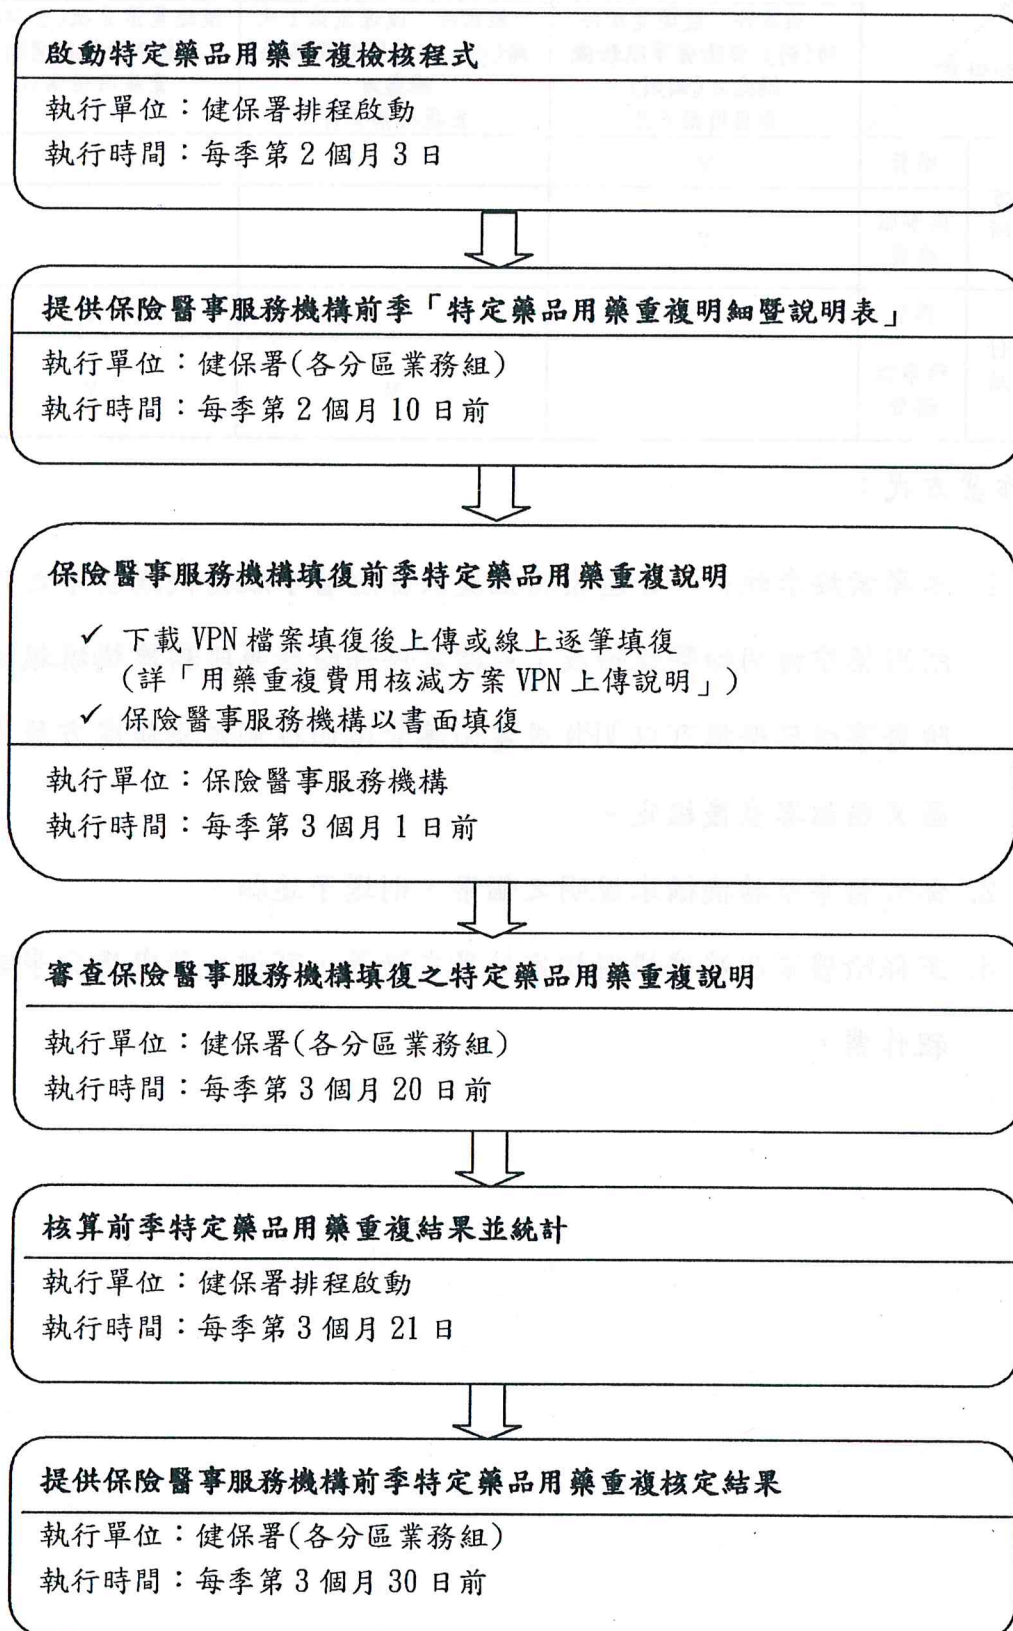 啟動特定藥品用藥重複檢核程式
執行單位：健保署排程啟動
執行時間：每季第 2 個月 3 日
提供保險醫事服務機構前季「特定藥品用藥重複明細暨說明表」
執行單位：健保署(各分區業務組)
執行時間：每季第 2 個月 10 日前
保險醫事服務機構填復前季特定藥品用藥重複說明
✓ 下載 VPN 檔案填復後上傳或線上逐筆填復
(詳「用藥重複費用核減方案 VPN 上傳說明」)
✓ 保險醫事服務機構以書面填復
執行單位：保險醫事服務機構
執行時間：每季第 3 個月 1 日前
審查保險醫事服務機構填復之特定藥品用藥重複說明
執行單位：健保署(各分區業務組)
執行時間：每季第 3 個月 20 日前
核算前季特定藥品用藥重複結果並統計
執行單位：健保署排程啟動
執行時間：每季第 3 個月 21 日
提供保險醫事服務機構前季特定藥品用藥重複核定結果
執行單位：健保署(各分區業務組)
執行時間：每季第 3 個月 30 日前